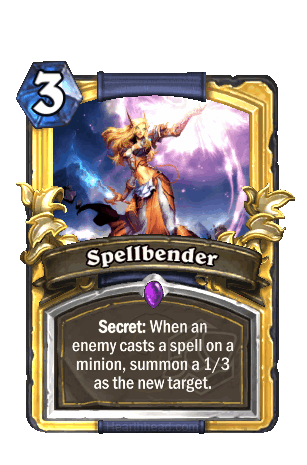 3
Spellbender
Secret: When an
enemy casts a spell on a
minion, summon a 1/3
as the new target.